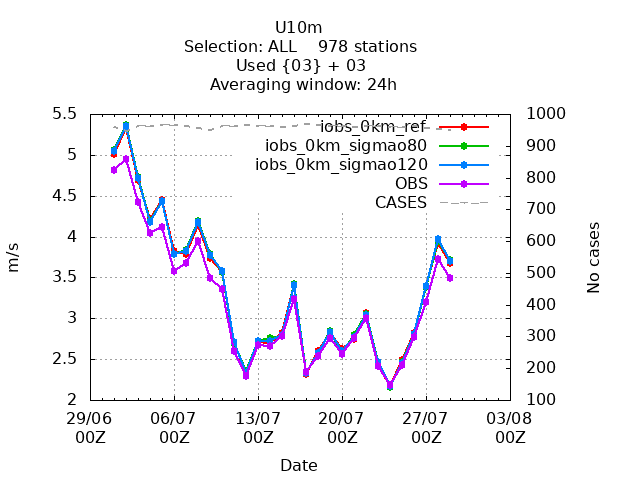 U10m
Selection: ALL    978 stations
Used {03} + 03
Averaging window: 24h
5.5
5
4.5
4
3.5
3
2.5
2
m/s
1000
900
800
700
600
500
400
300
200
100
No cases
iobs_0km_ref
iobs_0km_sigmao80
iobs_0km_sigmao120
OBS
CASES
29/06 06/07 13/07 20/07 27/07 03/08
00Z 00Z 00Z 00Z 00Z 00Z
Date